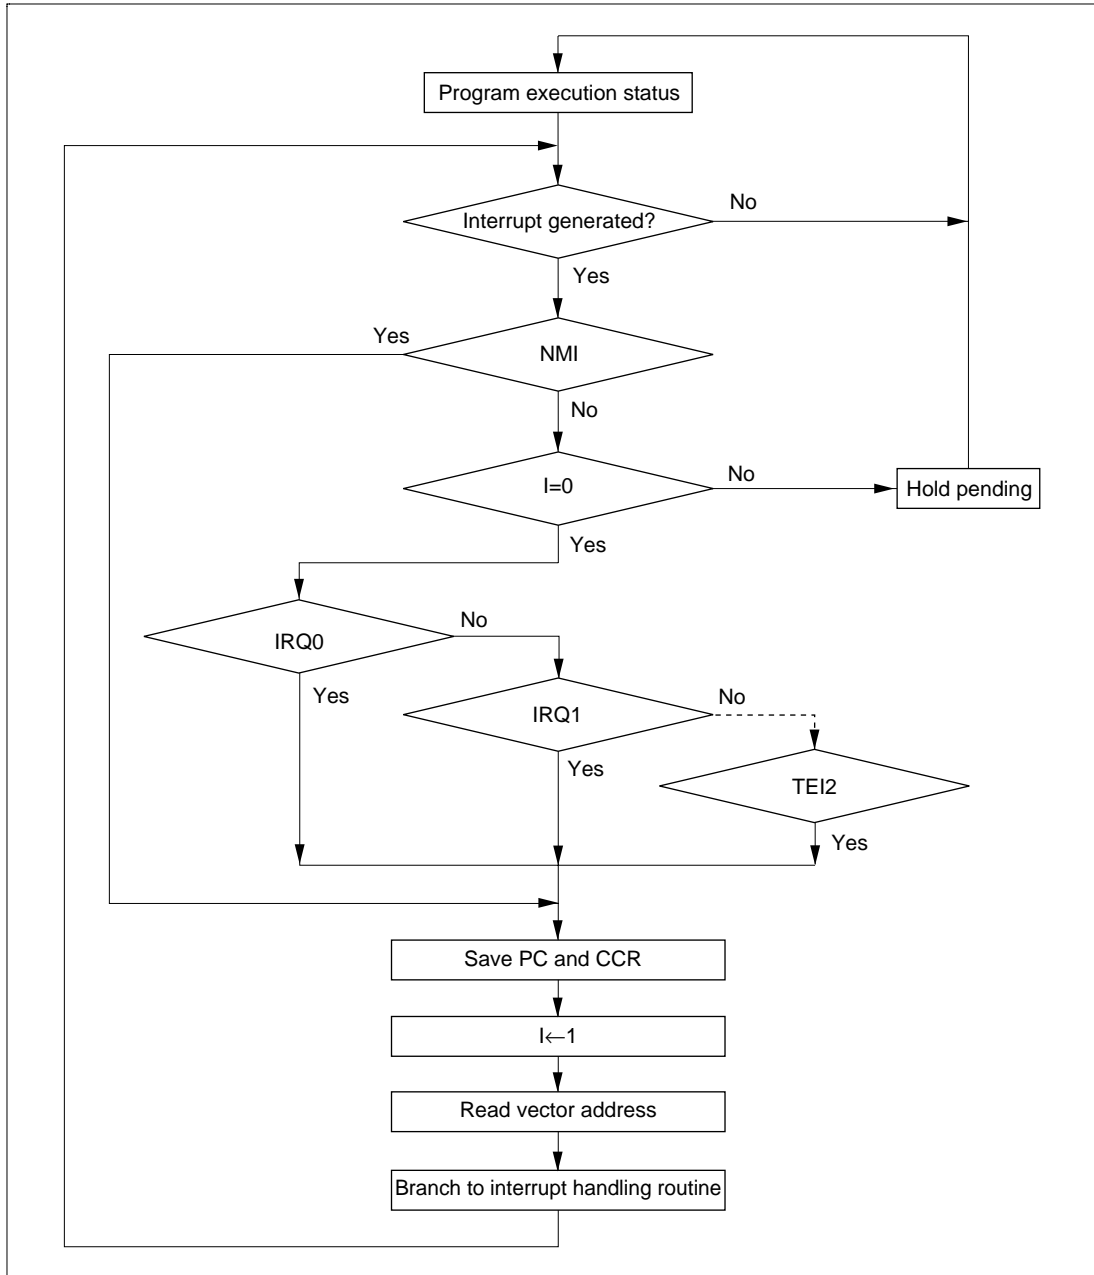 Program execution status
Interrupt generated?
No
Yes
Yes
NMI
No
I=0
No
Hold pending
Yes
IRQ0
No
Yes
IRQ1
No
Yes
TEI2
Yes
Save PC and CCR
I←1
Read vector address
Branch to interrupt handling routine